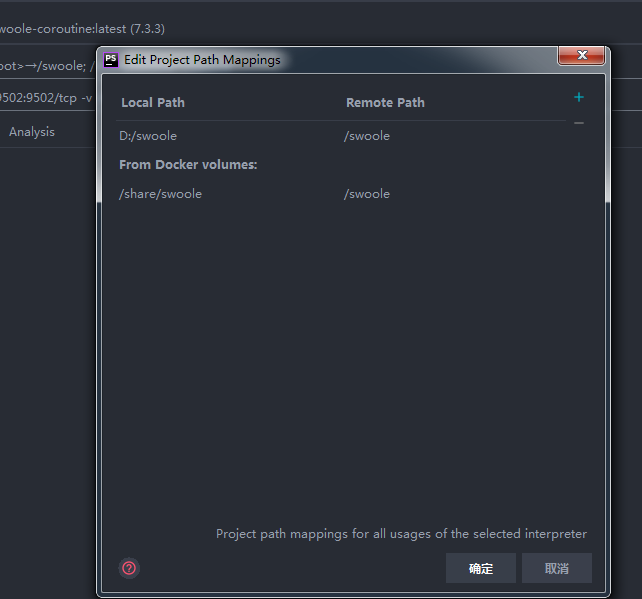 woole-coroutine:latest (7.3.3)
oot>→/swoole; /
9502:9502/tcp -v
Analysis
PS Edit Project Path Mappings
Local Path Remote Path
D:/swoole /swoole
From Docker volumes:
/share/swoole /swoole
Project path mappings for all usages of the selected interpreter
? 确定 取消